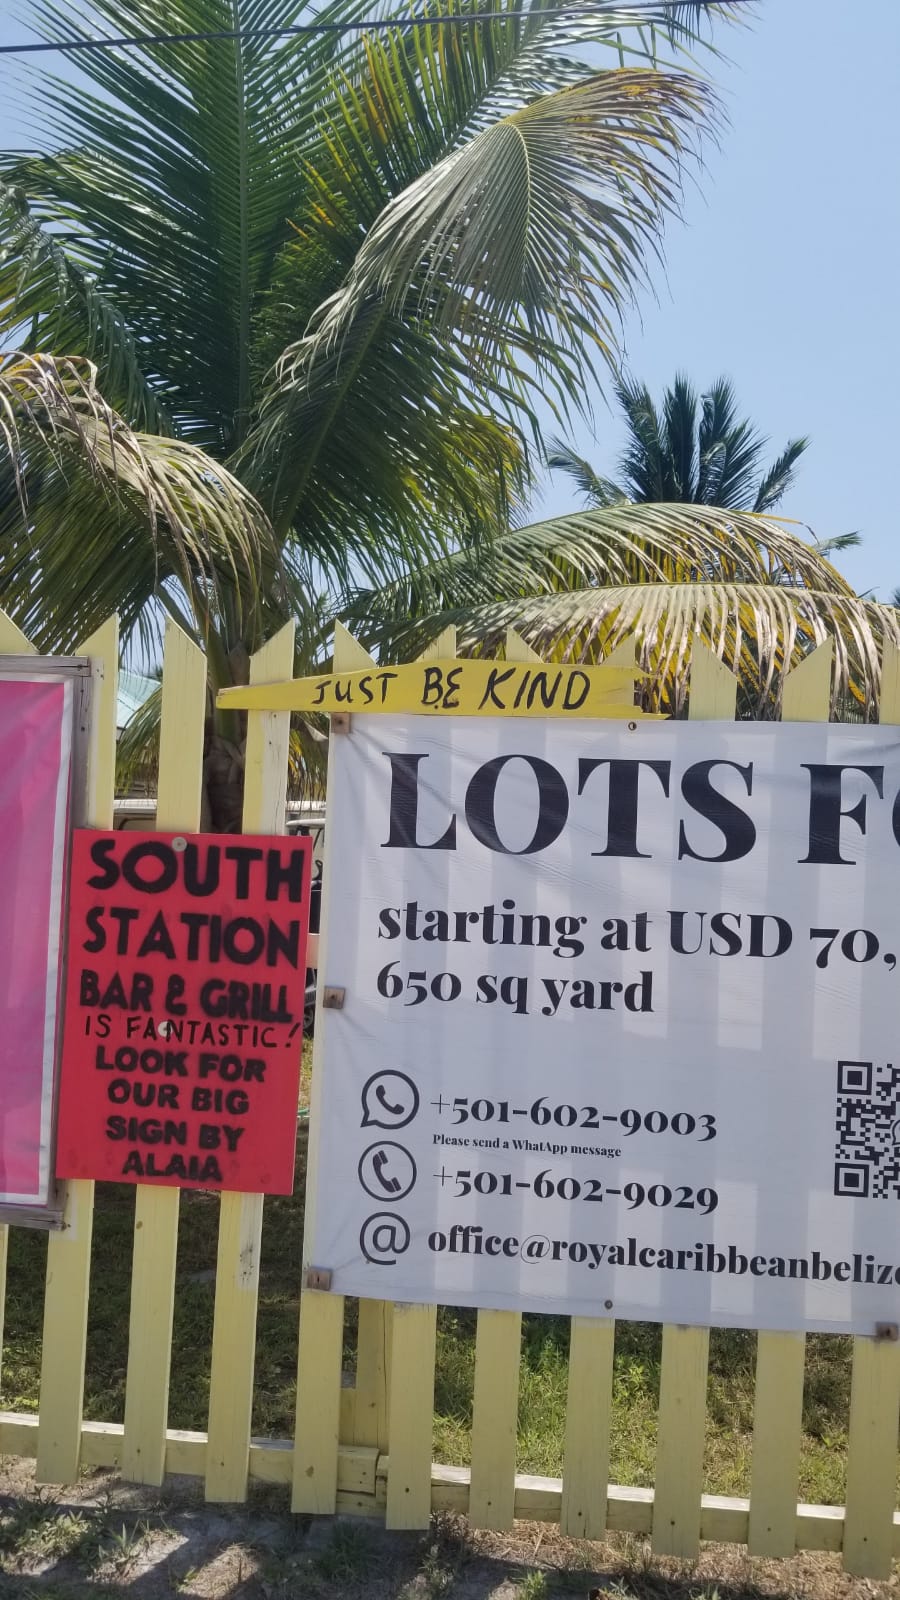 JUST BE KIND
SOUTH
STATION
BAR & GRILL
IS FANTASTIC!
LOOK FOR
OUR BIG
SIGN BY
ALAIA
LOTS
starting at USD 70,
650 sq yard
+501-602-9003
Please send a WhatApp message
+501-602-9029
office@royalcaribbeanbelize